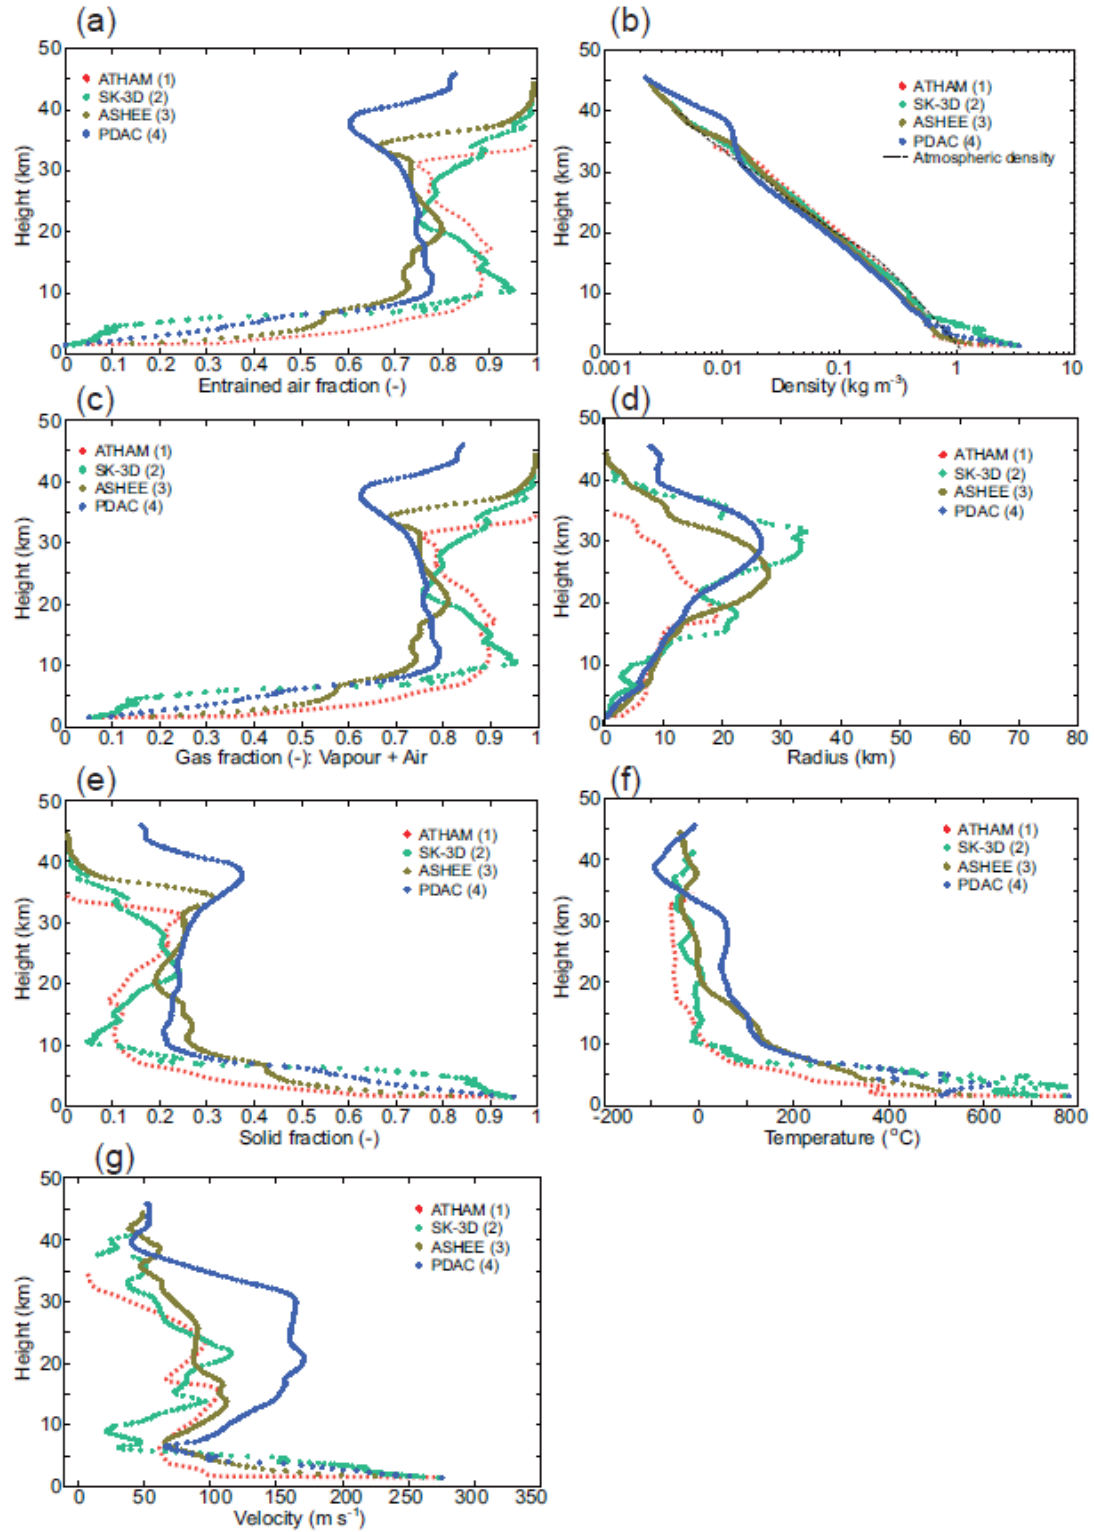 (a)
50
40
30
20
10
0
Height (km)
ATHAM (1)
SK-3D (2)
ASHEE (3)
PDAC (4)
0 0.1 0.2 0.3 0.4 0.5 0.6 0.7 0.8 0.9 1
Entrained air fraction (-)
(b)
50
40
30
20
10
0
Height (km)
ATHAM (1)
SK-3D (2)
ASHEE (3)
PDAC (4)
Atmospheric density
0.001 0.01 0.1 1 10
Density (kg m-3)
(c)
50
40
30
20
10
0
Height (km)
ATHAM (1)
SK-3D (2)
ASHEE (3)
PDAC (4)
0 0.1 0.2 0.3 0.4 0.5 0.6 0.7 0.8 0.9 1
Gas fraction (-): Vapour + Air
(d)
50
40
30
20
10
0
Height (km)
ATHAM (1)
SK-3D (2)
ASHEE (3)
PDAC (4)
0 10 20 30 40 50 60 70 80
Radius (km)
(e)
50
40
30
20
10
0
Height (km)
ATHAM (1)
SK-3D (2)
ASHEE (3)
PDAC (4)
0 0.1 0.2 0.3 0.4 0.5 0.6 0.7 0.8 0.9 1
Solid fraction (-)
(f)
50
40
30
20
10
0
Height (km)
ATHAM (1)
SK-3D (2)
ASHEE (3)
PDAC (4)
-200 0 200 400 600 800
Temperature (°C)
(g)
50
40
30
20
10
0
Height (km)
ATHAM (1)
SK-3D (2)
ASHEE (3)
PDAC (4)
0 50 100 150 200 250 300 350
Velocity (m s-1)